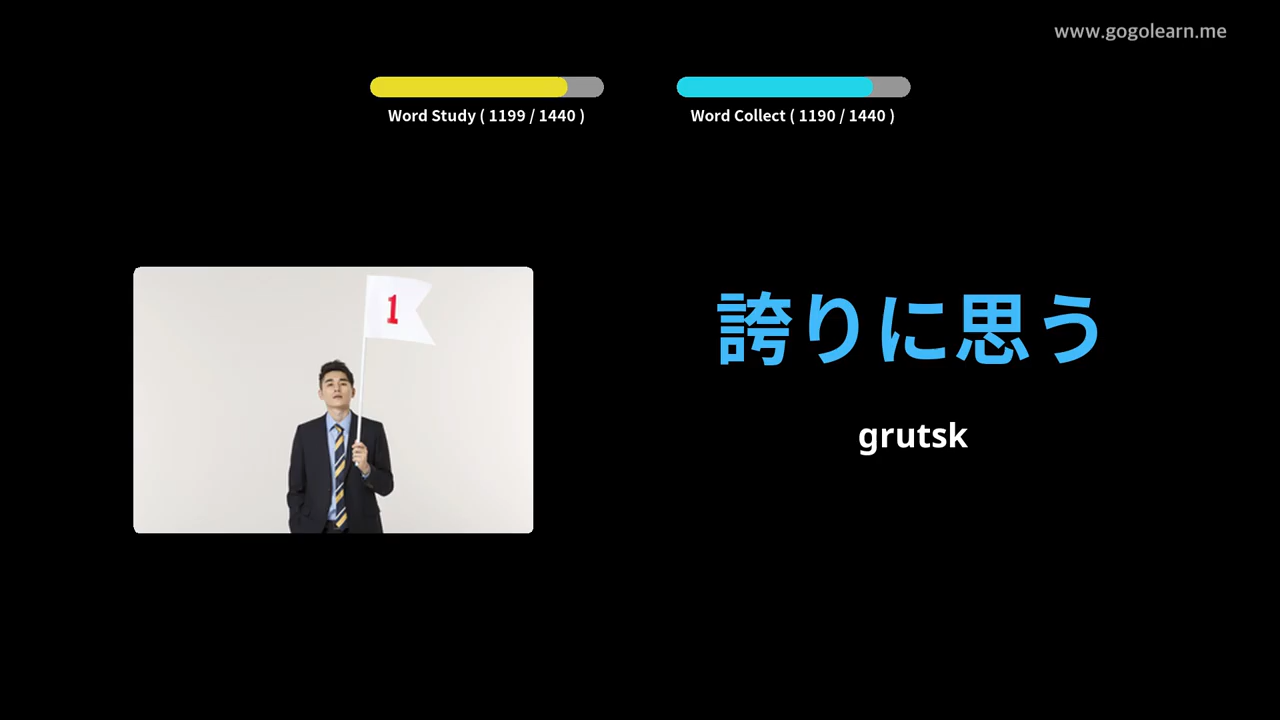 www.gogolearn.me
Word Study ( 1199 / 1440 )
Word Collect ( 1190 / 1440 )
1
誇りに思う
grutsk